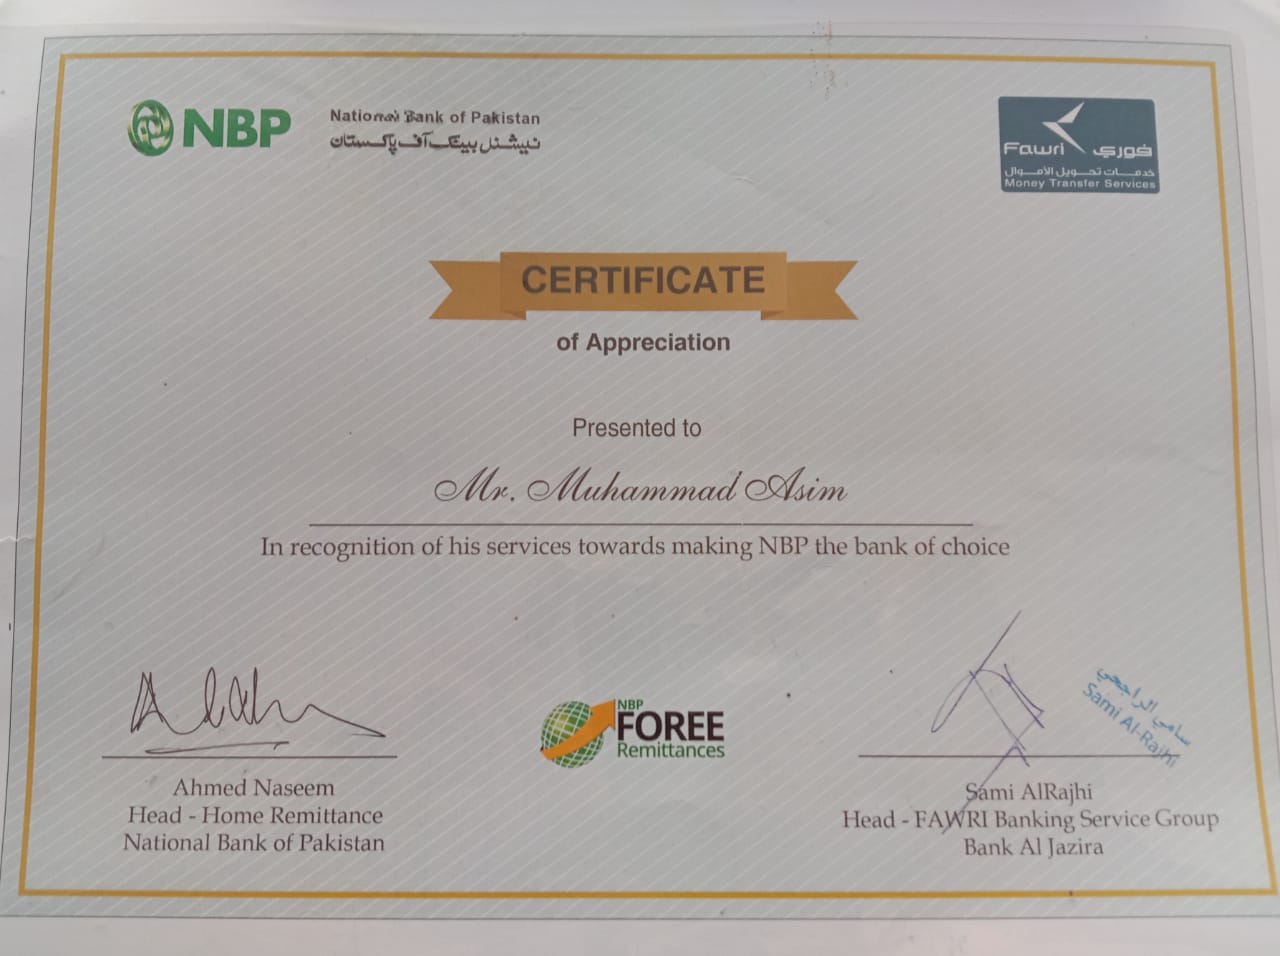 NBP
National Bank of Pakistan
نیشنل بینک آف پاکستان
Fawri فوري
خدمات تحويل الأموال
Money Transfer Services
CERTIFICATE
of Appreciation
Presented to
Mr. Muhammad Asim
In recognition of his services towards making NBP the bank of choice
Ahmed Naseem
Head - Home Remittance
National Bank of Pakistan
NBP
FOREE
Remittances
سامي الراجحي
Sami Al-Rajhi
Sami AlRajhi
Head - FAWRI Banking Service Group
Bank Al Jazira